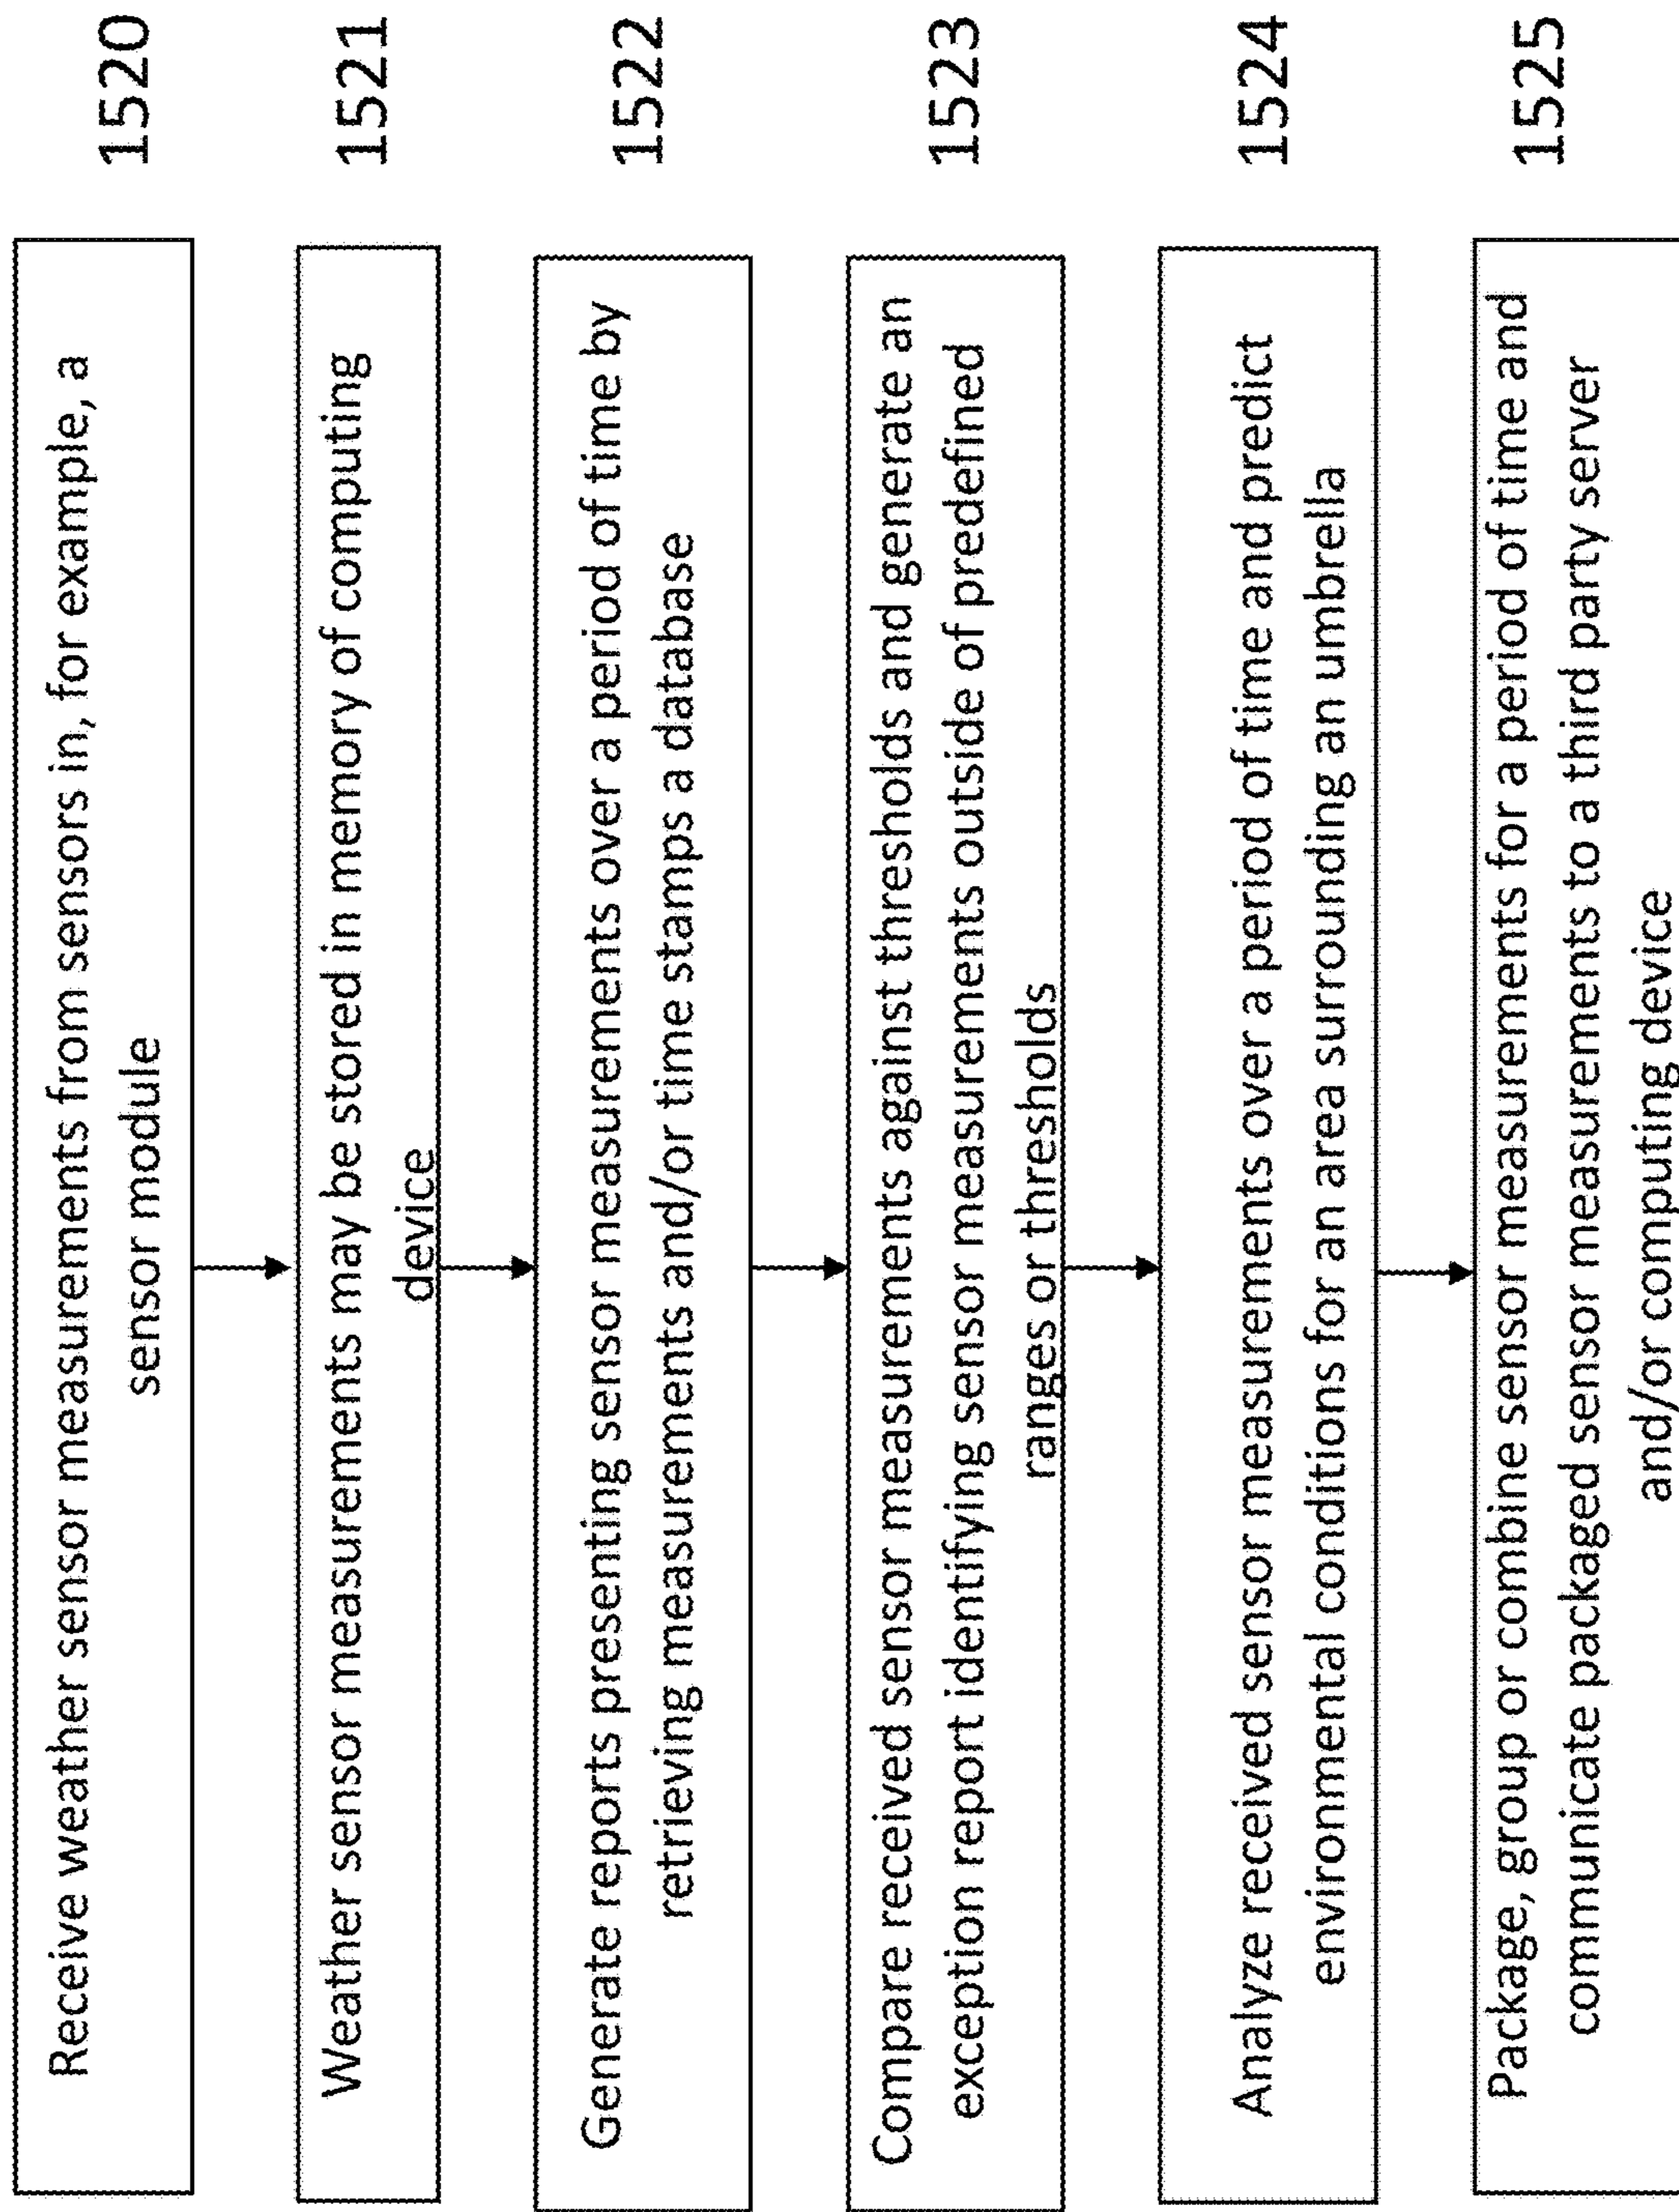 Receive weather sensor measurements from sensors in, for example, a
sensor module
1520
Weather sensor measurements may be stored in memory of computing
device
1521
Generate reports presenting sensor measurements over a period of time by
retrieving measurements and/or time stamps a database
1522
Compare received sensor measurements against thresholds and generate an
exception report identifying sensor measurements outside of predefined
ranges or thresholds
1523
Analyze received sensor measurements over a period of time and predict
environmental conditions for an area surrounding an umbrella
1524
Package, group or combine sensor measurements for a period of time and
communicate packaged sensor measurements to a third party server
and/or computing device
1525